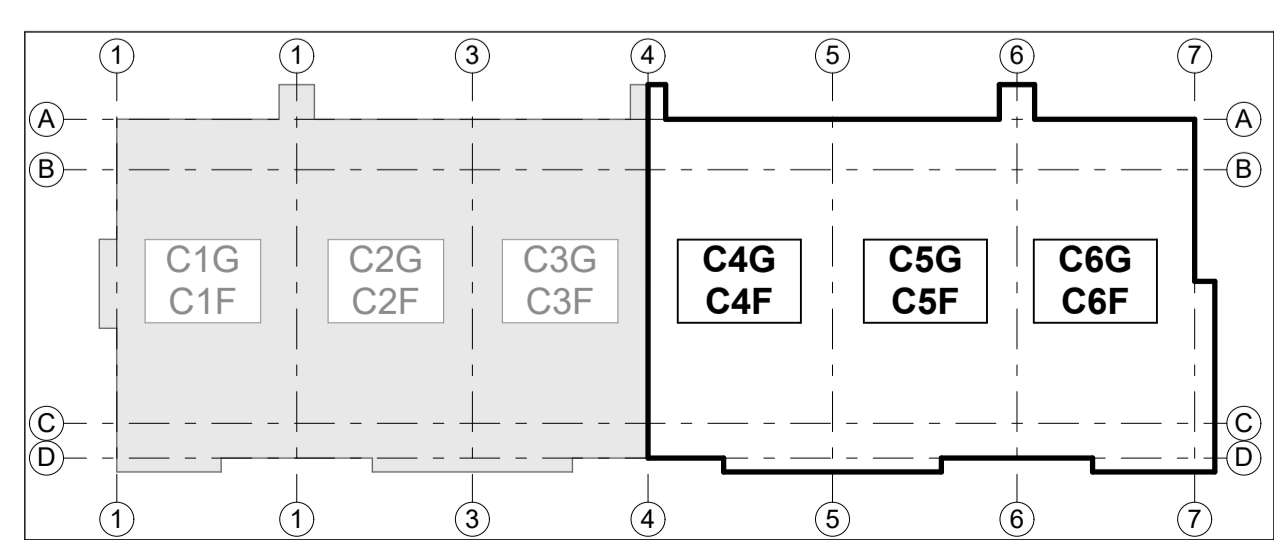 1 1 3 4 5 6 7
A A
B B
C1G C2G C3G C4G C5G C6G
C1F C2F C3F C4F C5F C6F
C C
D D
1 1 3 4 5 6 7